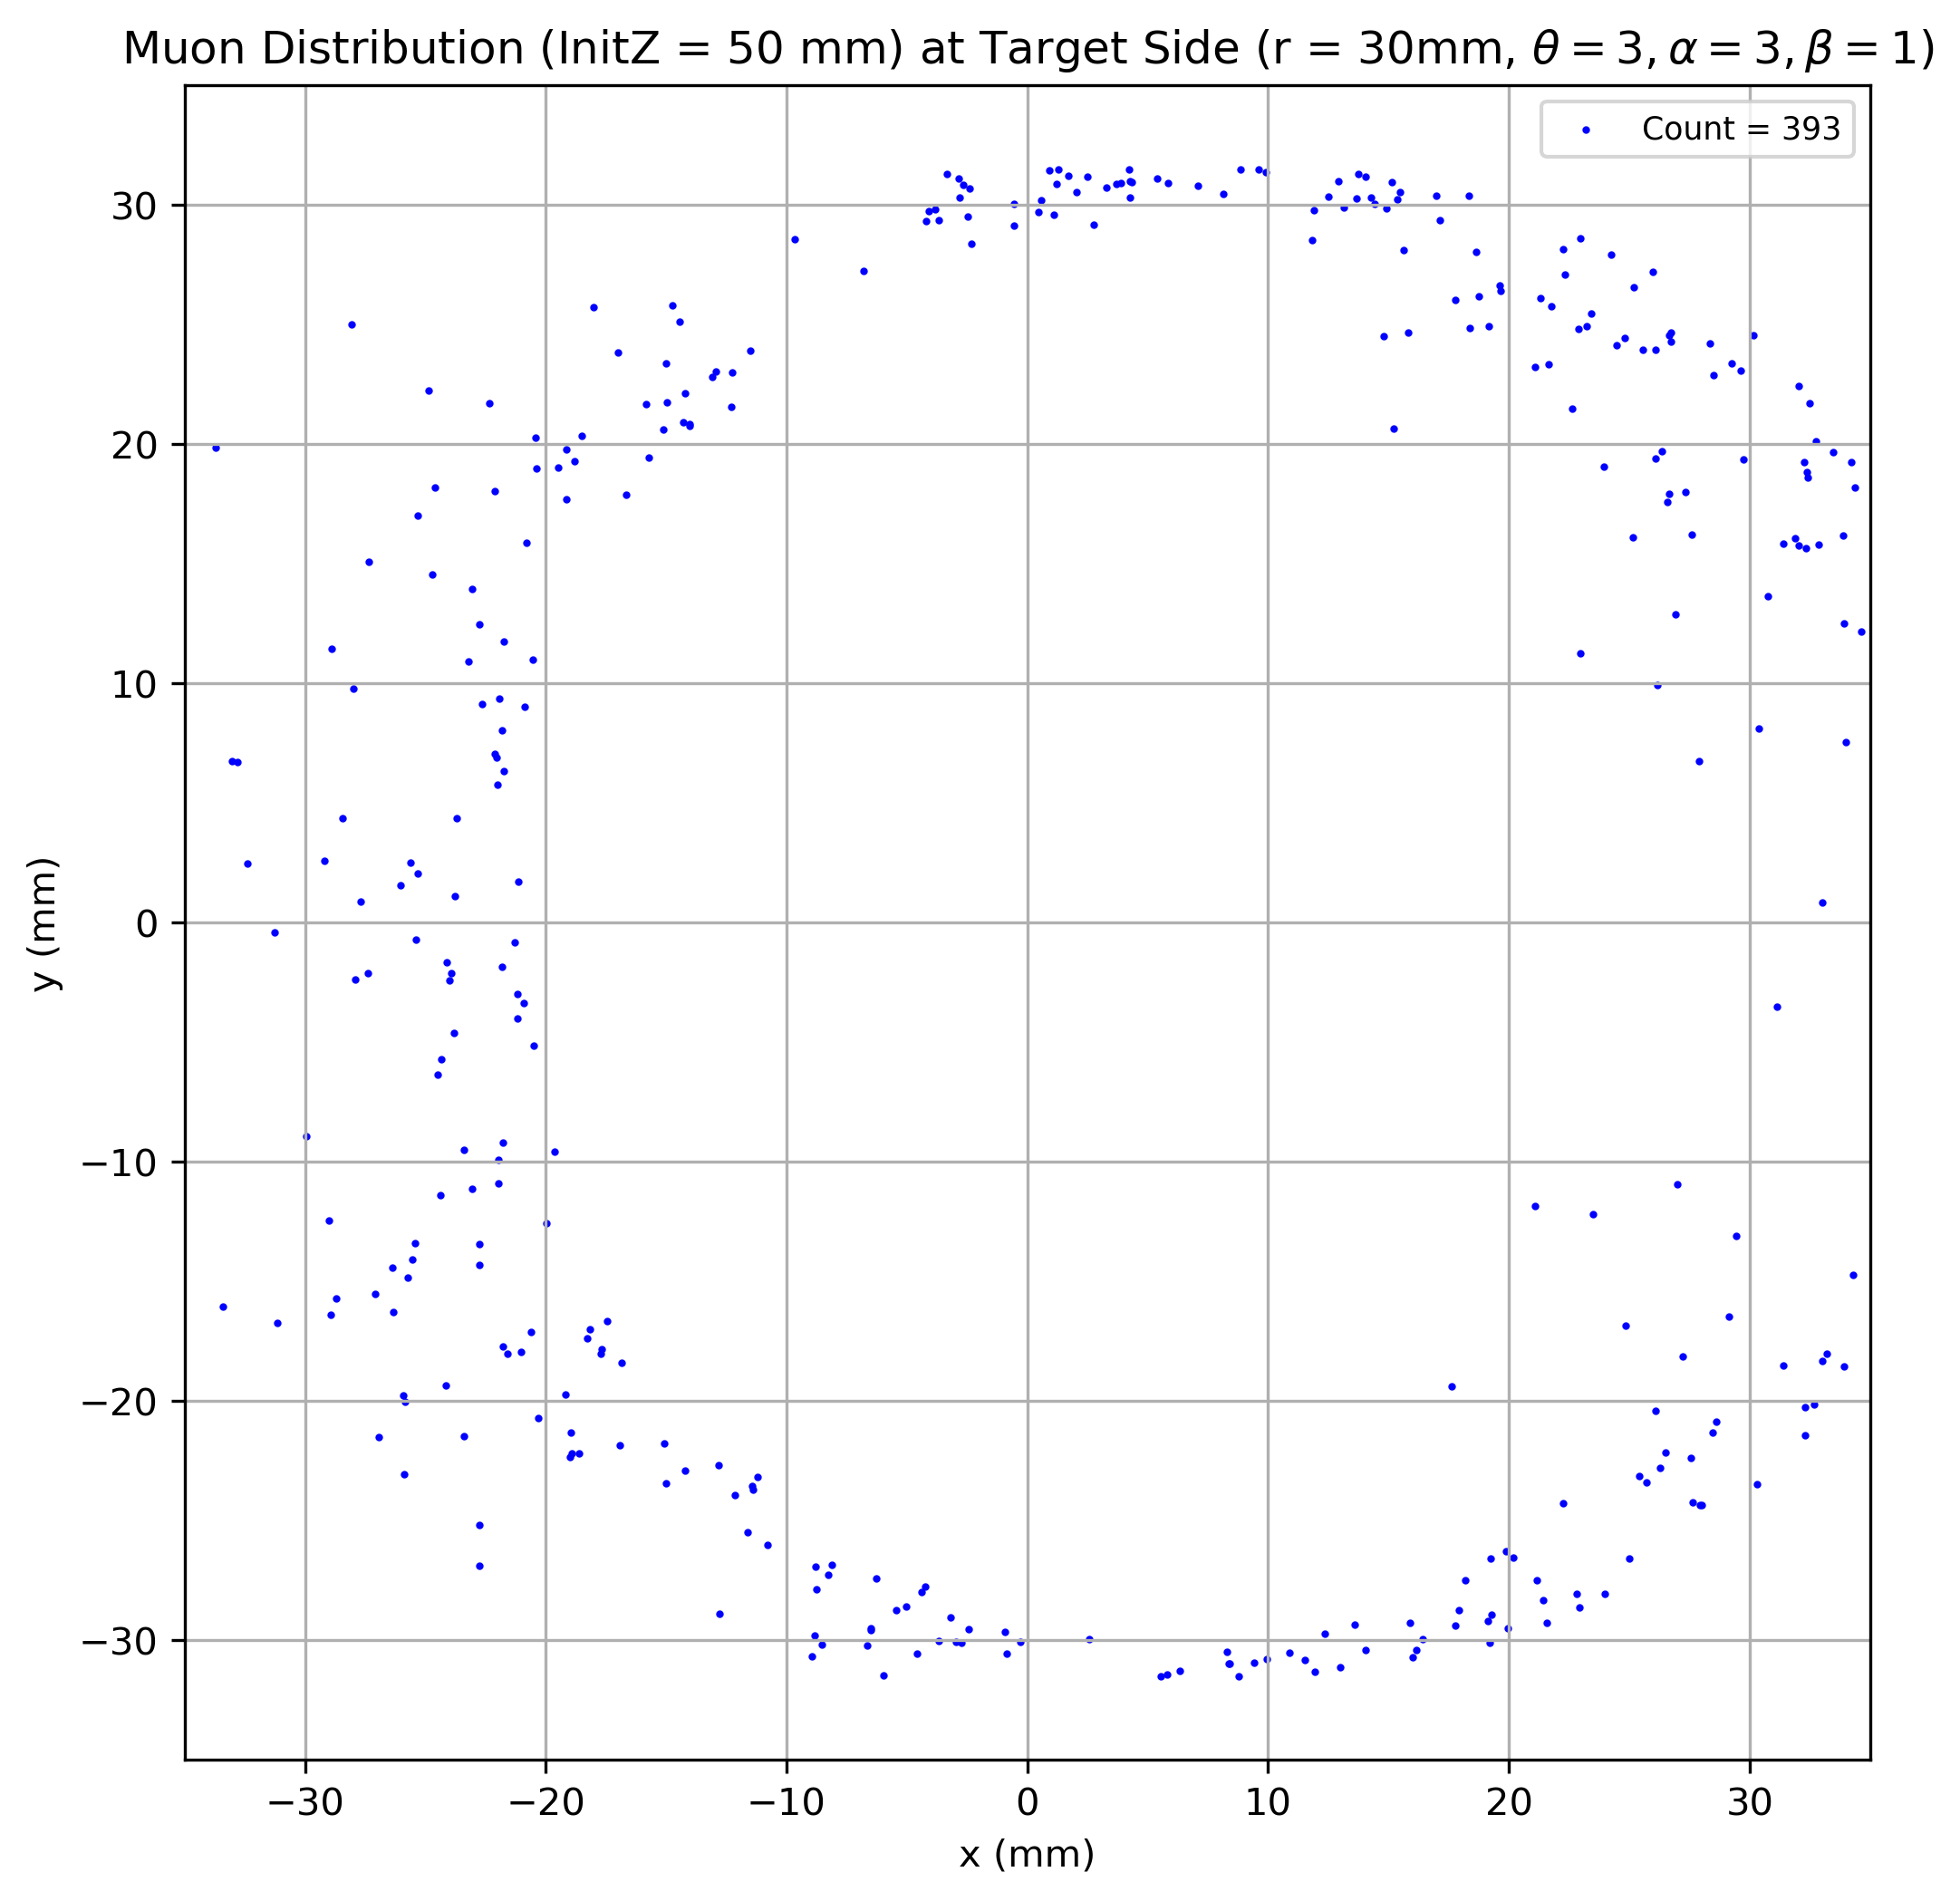 Muon Distribution (InitZ = 50 mm) at Target Side (r = 30mm, θ = 3, α = 3, β = 1)
Count = 393
30
20
10
0
−10
−20
−30
y (mm)
−30 −20 −10 0 10 20 30
x (mm)